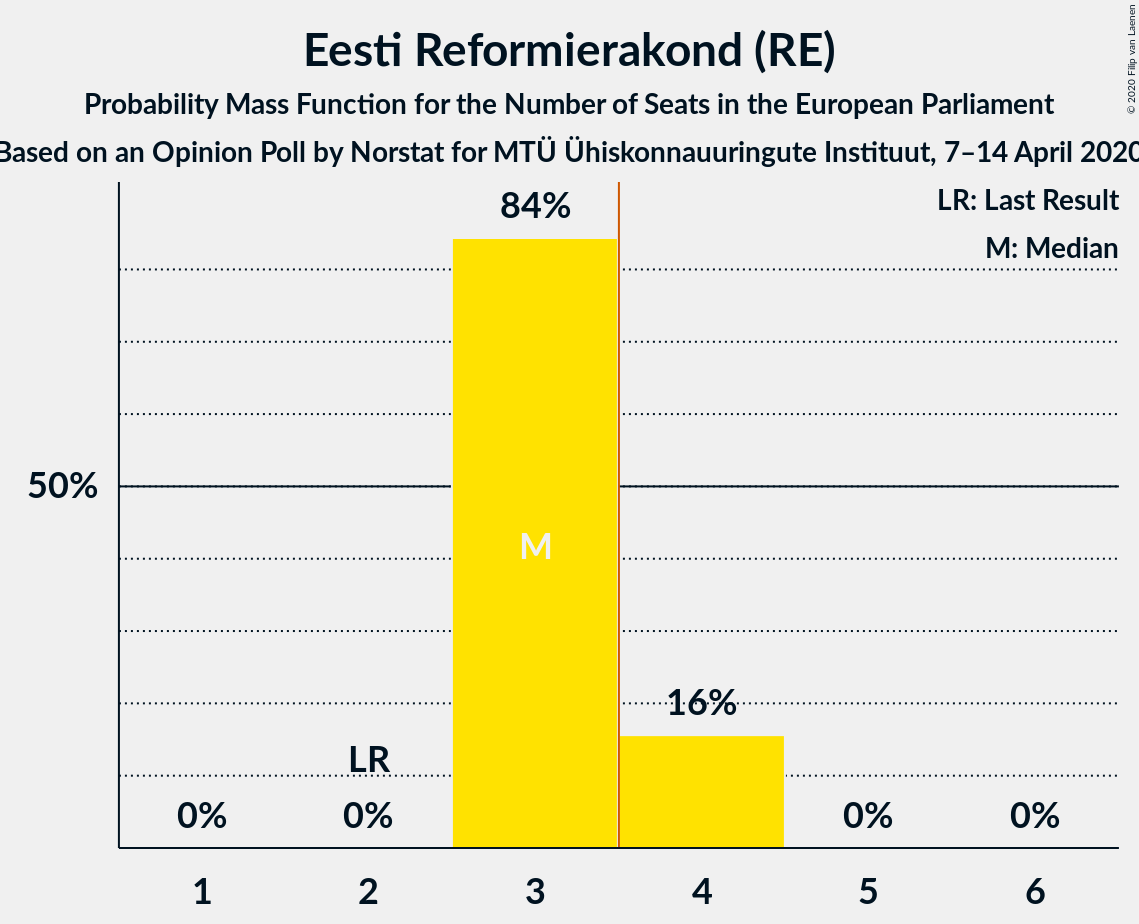 Eesti Reformierakond (RE)
Probability Mass Function for the Number of Seats in the European Parliament
Based on an Opinion Poll by Norstat for MTÜ Ühiskonnauuringute Instituut, 7–14 April 2020
© 2020 Filip van Laenen
LR: Last Result
M: Median
84%
50%
M
16%
LR
0%
0%
0%
0%
1
2
3
4
5
6